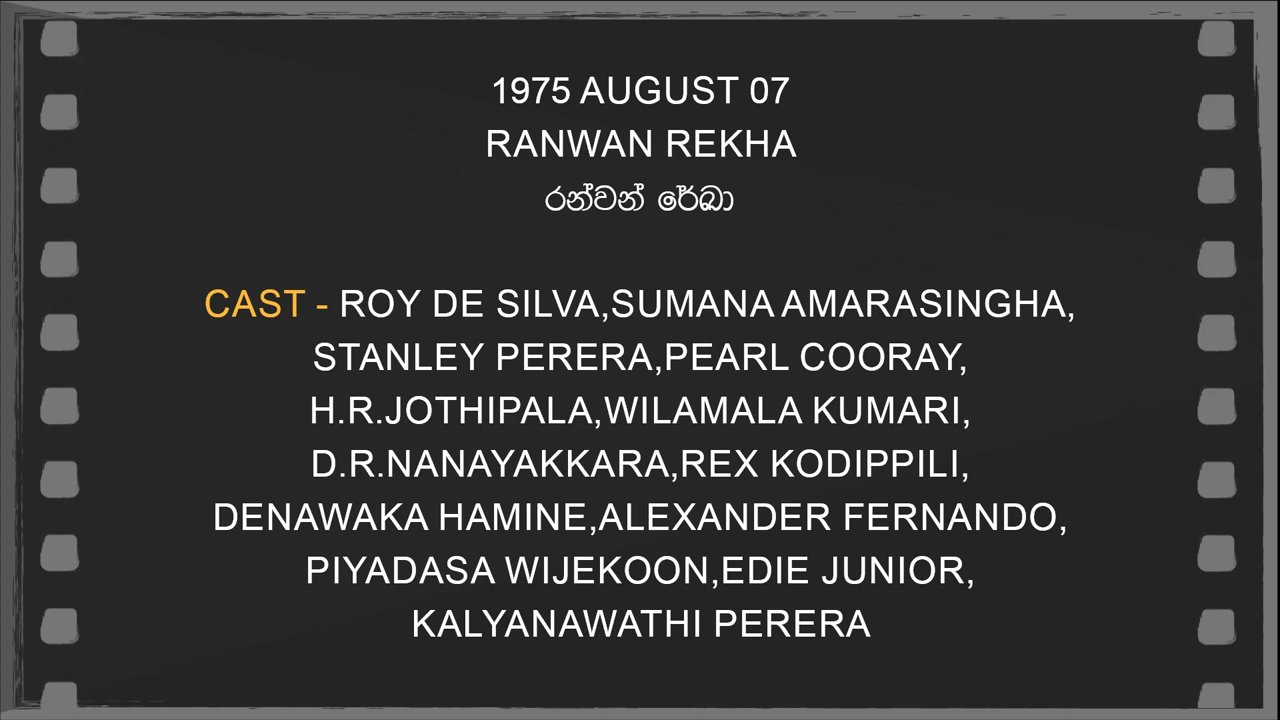 1975 AUGUST 07
RANWAN REKHA
රන්වන් රේඛා
CAST - ROY DE SILVA,SUMANA AMARASINGHA,
STANLEY PERERA,PEARL COORAY,
H.R.JOTHIPALA,WILAMALA KUMARI,
D.R.NANAYAKKARA,REX KODIPPILI,
DENAWAKA HAMINE,ALEXANDER FERNANDO,
PIYADASA WIJEKOON,EDIE JUNIOR,
KALYANAWATHI PERERA